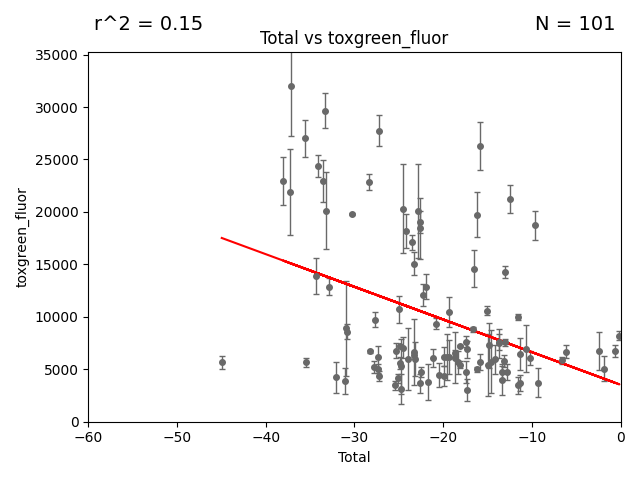 r^2 = 0.15 N = 101
Total vs toxgreen_fluor
35000
30000
25000
20000
15000
10000
5000
0
toxgreen_fluor
−60 −50 −40 −30 −20 −10 0
Total